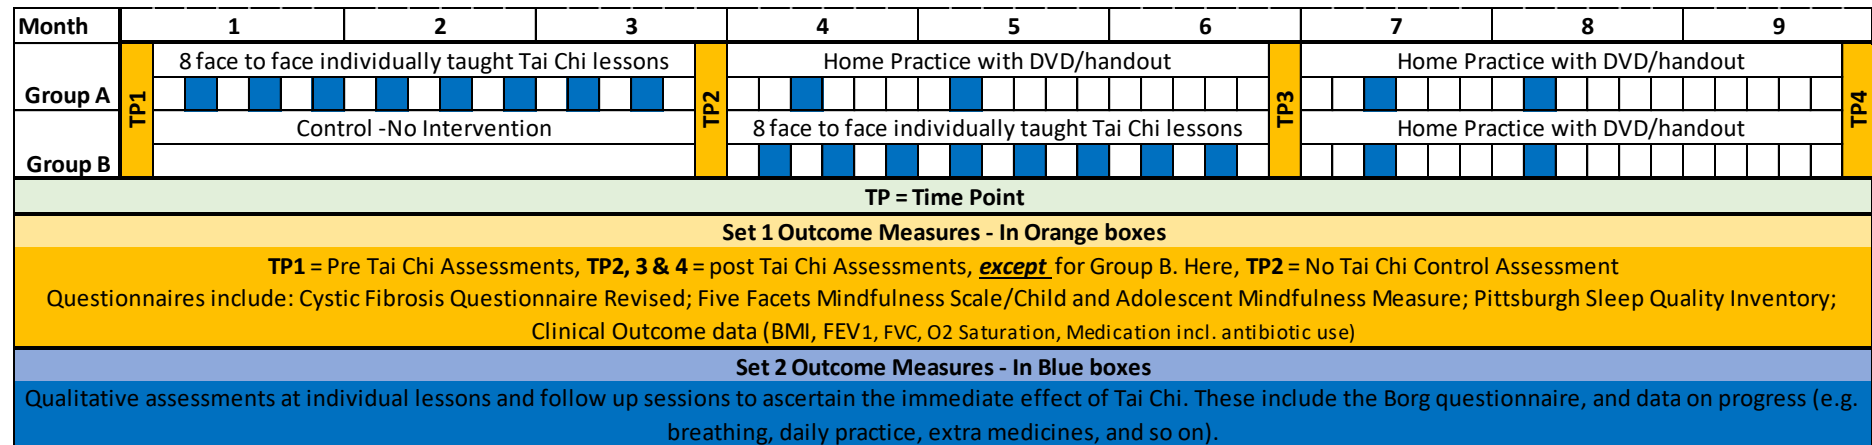 Month 1 2 3 4 5 6 7 8 9
8 face to face individually taught Tai Chi lessons Home Practice with DVD/handout Home Practice with DVD/handout
Group A TP1 TP2 TP3 TP4
Control -No Intervention 8 face to face individually taught Tai Chi lessons Home Practice with DVD/handout
Group B
TP = Time Point
Set 1 Outcome Measures - In Orange boxes
TP1 = Pre Tai Chi Assessments, TP2, 3 & 4 = post Tai Chi Assessments, except for Group B. Here, TP2 = No Tai Chi Control Assessment
Questionnaires include: Cystic Fibrosis Questionnaire Revised; Five Facets Mindfulness Scale/Child and Adolescent Mindfulness Measure; Pittsburgh Sleep Quality Inventory;
Clinical Outcome data (BMI, FEV1, FVC, O2 Saturation, Medication incl. antibiotic use)
Set 2 Outcome Measures - In Blue boxes
Qualitative assessments at individual lessons and follow up sessions to ascertain the immediate effect of Tai Chi. These include the Borg questionnaire, and data on progress (e.g.
breathing, daily practice, extra medicines, and so on).